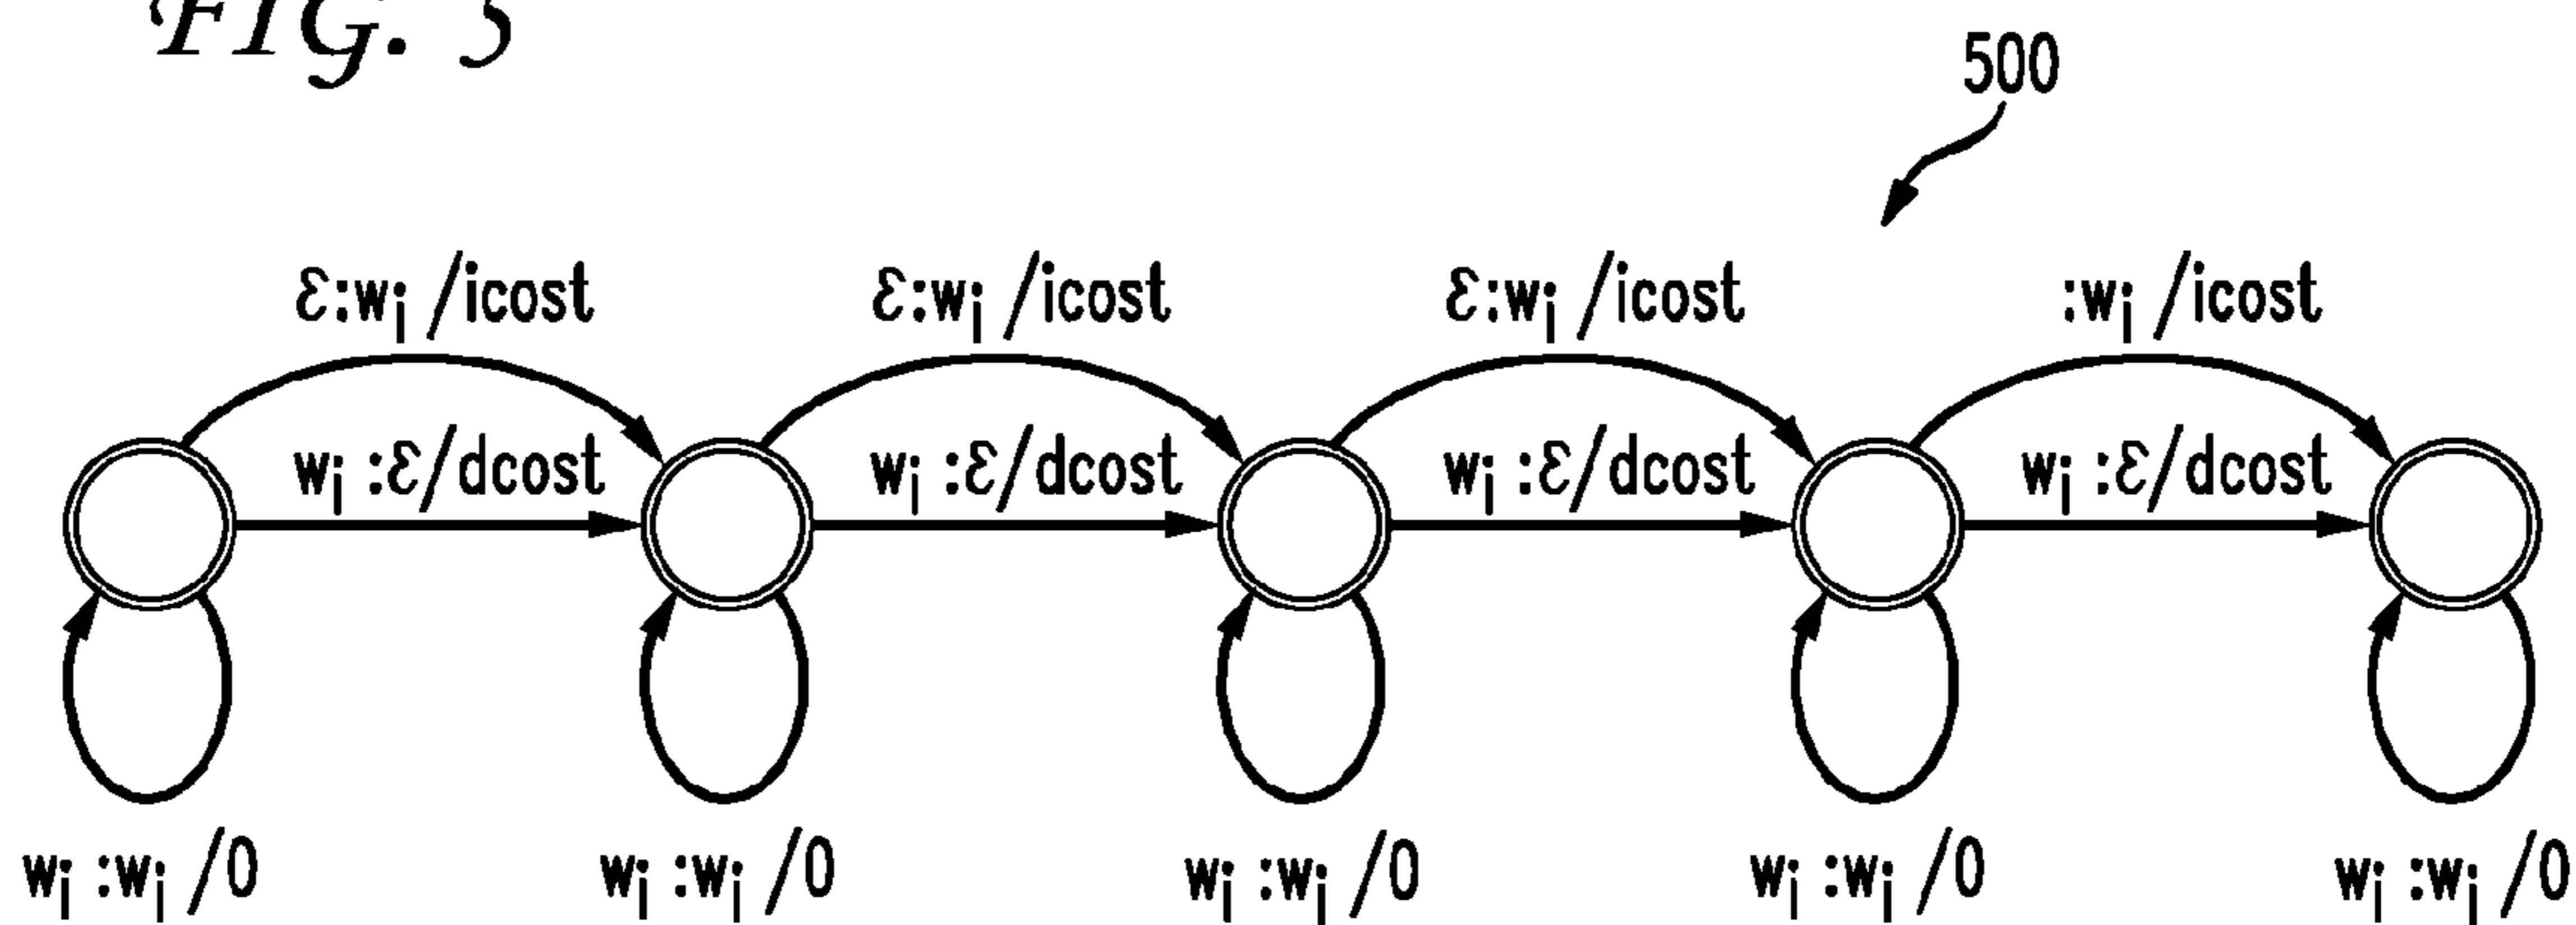 FIG. 5
500
ε:wᵢ/icost ε:wᵢ/icost ε:wᵢ/icost :wᵢ/icost
wᵢ:ε/dcost wᵢ:ε/dcost wᵢ:ε/dcost wᵢ:ε/dcost
wᵢ:wᵢ/0 wᵢ:wᵢ/0 wᵢ:wᵢ/0 wᵢ:wᵢ/0 wᵢ:wᵢ/0